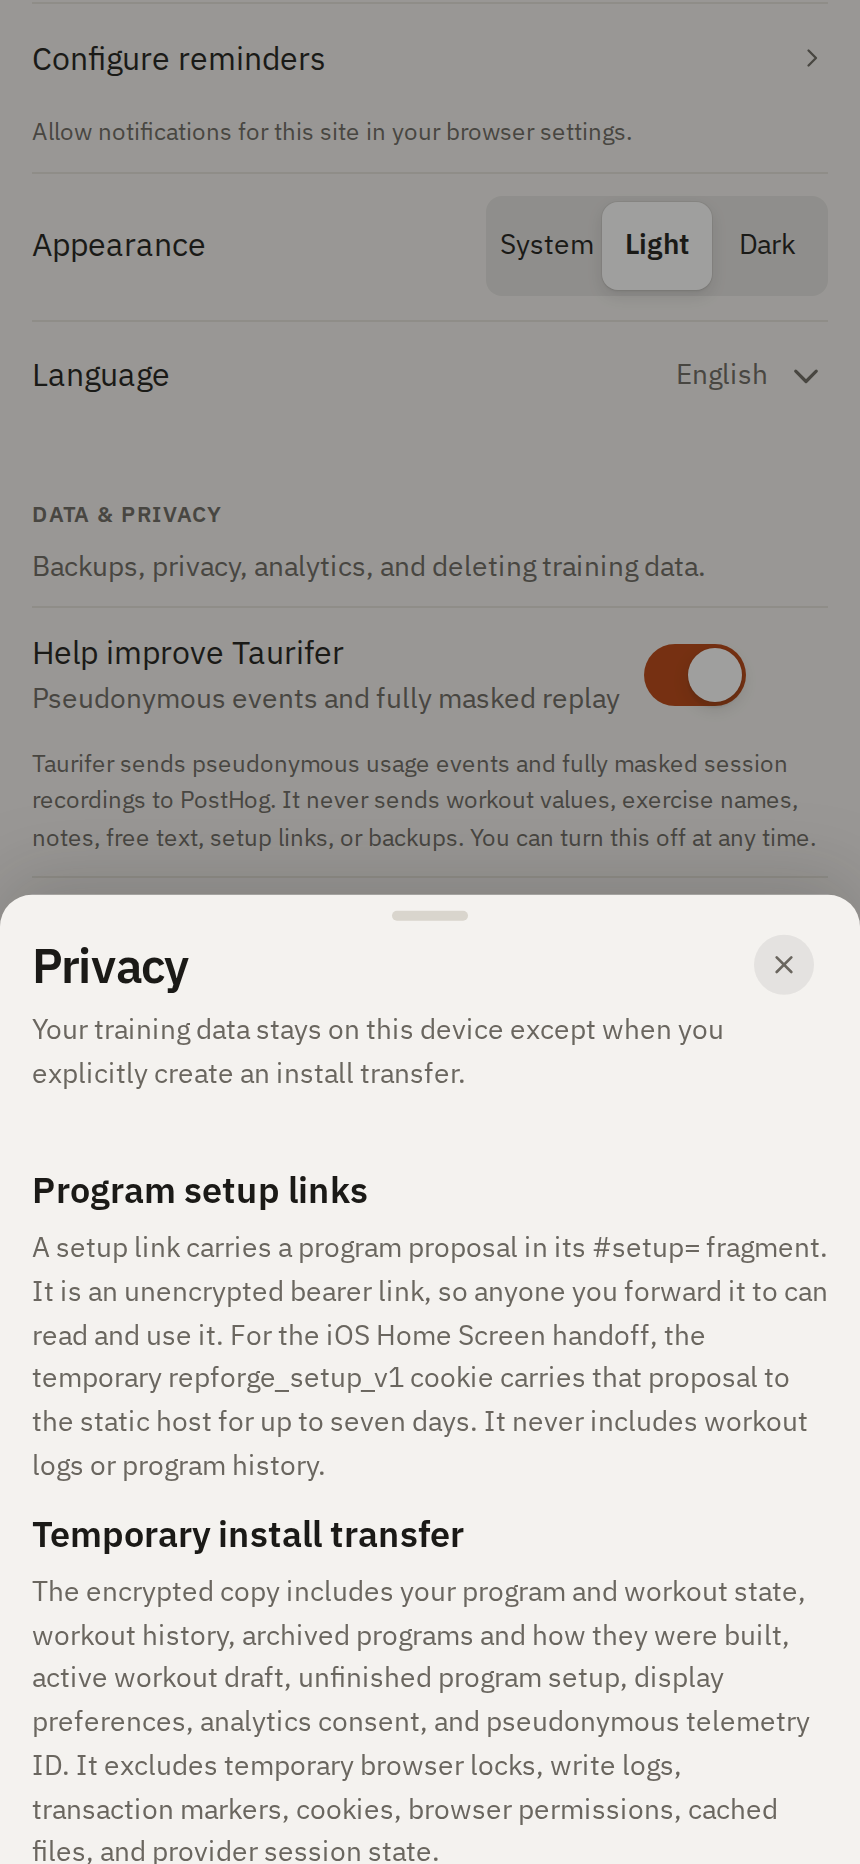 Configure reminders
Allow notifications for this site in your browser settings.
Appearance
System Light Dark
Language
English
DATA & PRIVACY
Backups, privacy, analytics, and deleting training data.
Help improve Taurifer
Pseudonymous events and fully masked replay
Taurifer sends pseudonymous usage events and fully masked session
recordings to PostHog. It never sends workout values, exercise names,
notes, free text, setup links, or backups. You can turn this off at any time.
Privacy
Your training data stays on this device except when you
explicitly create an install transfer.
Program setup links
A setup link carries a program proposal in its #setup= fragment.
It is an unencrypted bearer link, so anyone you forward it to can
read and use it. For the iOS Home Screen handoff, the
temporary repforge_setup_v1 cookie carries that proposal to
the static host for up to seven days. It never includes workout
logs or program history.
Temporary install transfer
The encrypted copy includes your program and workout state,
workout history, archived programs and how they were built,
active workout draft, unfinished program setup, display
preferences, analytics consent, and pseudonymous telemetry
ID. It excludes temporary browser locks, write logs,
transaction markers, cookies, browser permissions, cached
files, and provider session state.